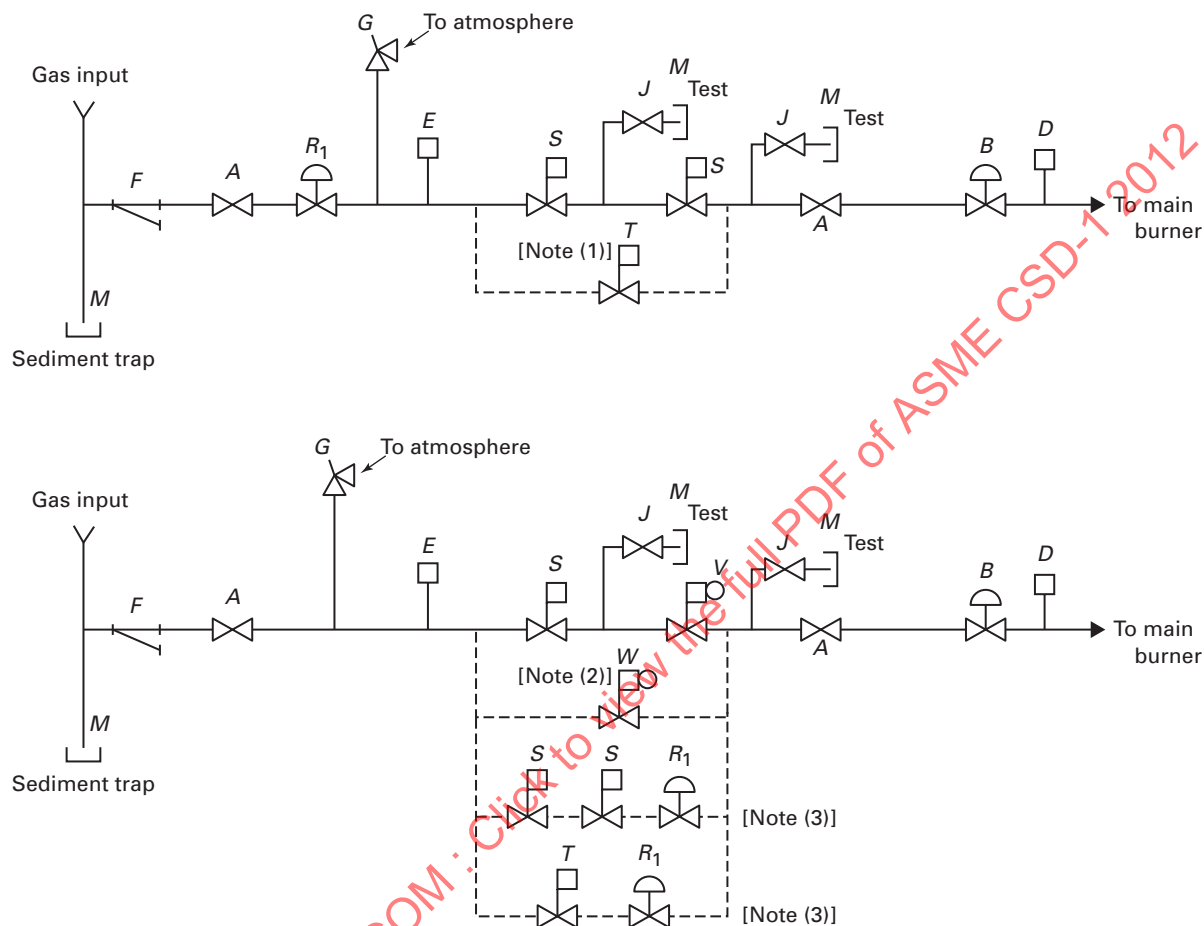 G
To atmosphere
Gas input
M
J
Test
M
J
Test
E
R1
S
S
B
D
F
A
A
To main
burner
T
[Note (1)]
M
Sediment trap
G
To atmosphere
Gas input
M
J
Test
M
J
Test
E
S
V
B
D
F
A
A
To main
burner
W
[Note (2)]
M
Sediment trap
S
S
R1
[Note (3)]
T
R1
[Note (3)]
COM : Click to view the full PDF of ASME CSD-1 2012